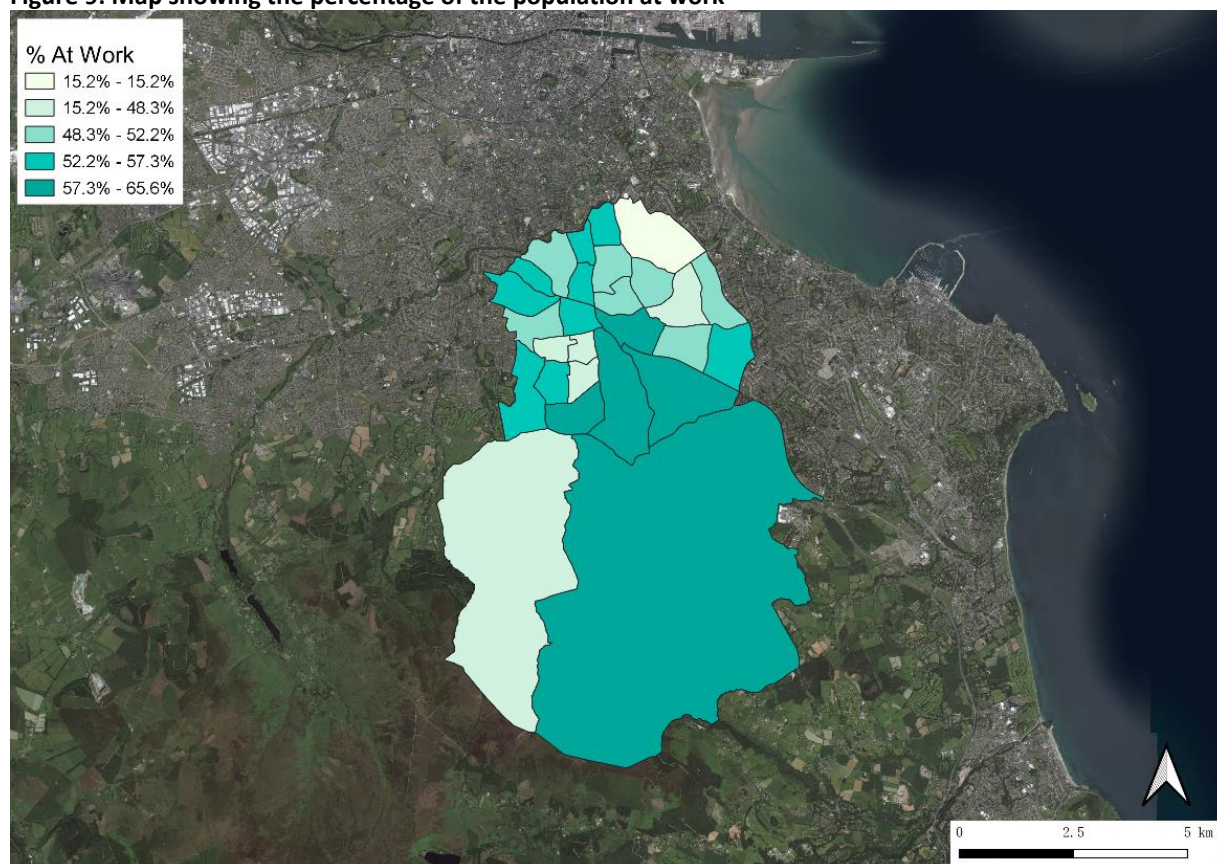 Figure 9: Map showing the percentage of the population at work
% At Work
15.2% - 15.2%
15.2% - 48.3%
48.3% - 52.2%
52.2% - 57.3%
57.3% - 65.6%
0 2.5 5 km